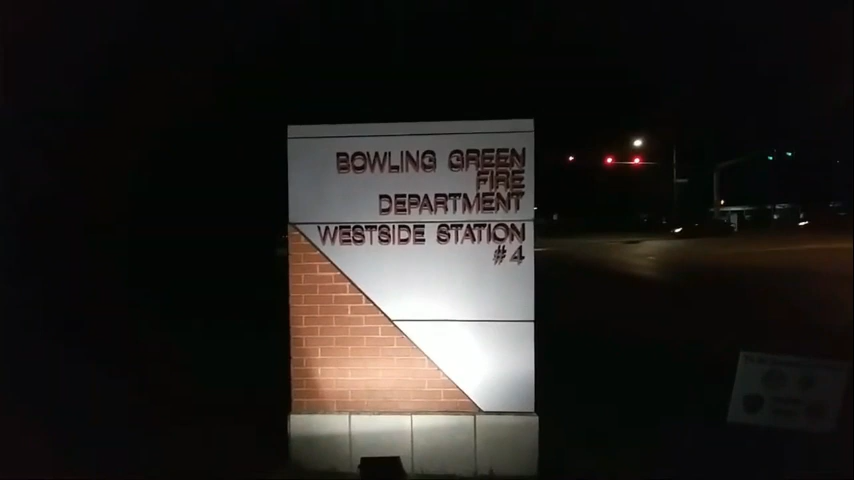 BOWLING GREEN
FIRE
DEPARTMENT
WESTSIDE STATION
#4